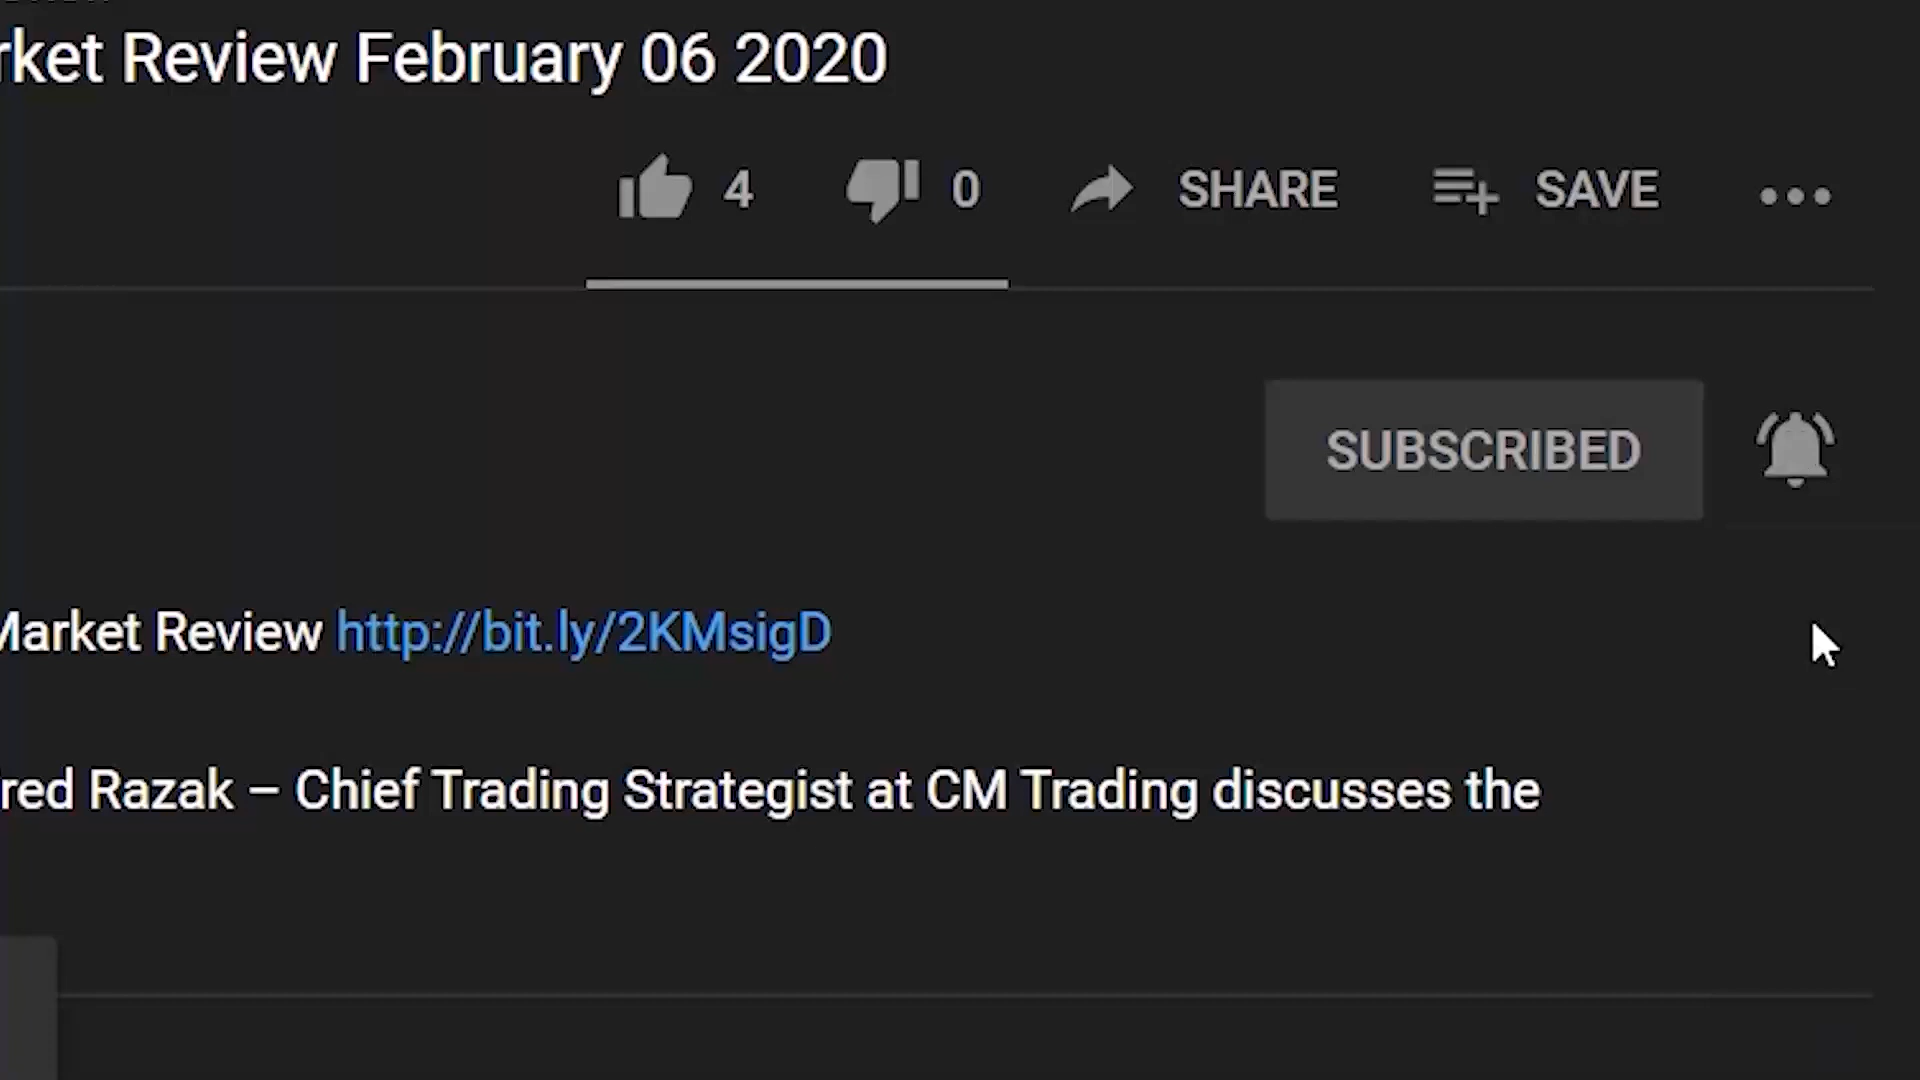 rket Review February 06 2020
4 0 SHARE SAVE
SUBSCRIBED
Market Review http://bit.ly/2KMsigD
red Razak – Chief Trading Strategist at CM Trading discusses the